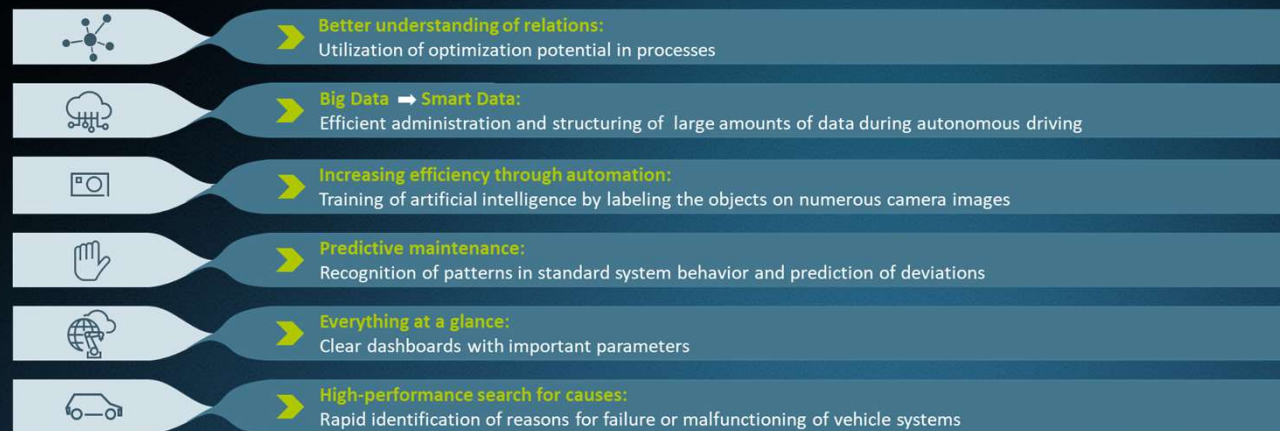 Better understanding of relations:
Utilization of optimization potential in processes
Big Data ➡ Smart Data:
Efficient administration and structuring of large amounts of data during autonomous driving
Increasing efficiency through automation:
Training of artificial intelligence by labeling the objects on numerous camera images
Predictive maintenance:
Recognition of patterns in standard system behavior and prediction of deviations
Everything at a glance:
Clear dashboards with important parameters
High-performance search for causes:
Rapid identification of reasons for failure or malfunctioning of vehicle systems